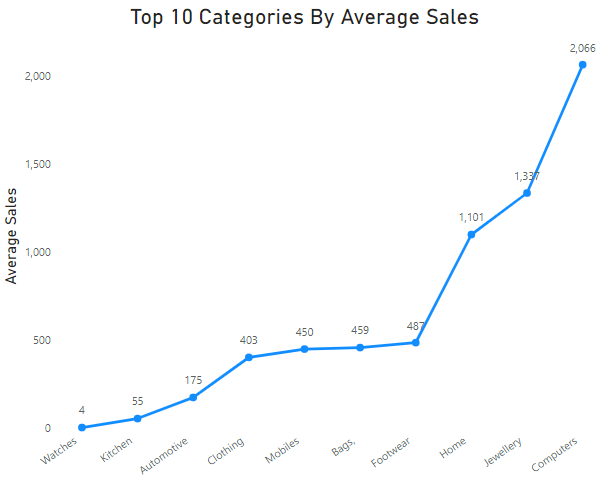 Top 10 Categories By Average Sales
2,066
2,000
1,500
1,337
1,101
1,000
Average Sales
500
487
459
450
403
175
55
4
0
Watches
Kitchen
Automotive
Clothing
Mobiles
Bags,
Footwear
Home
Jewellery
Computers